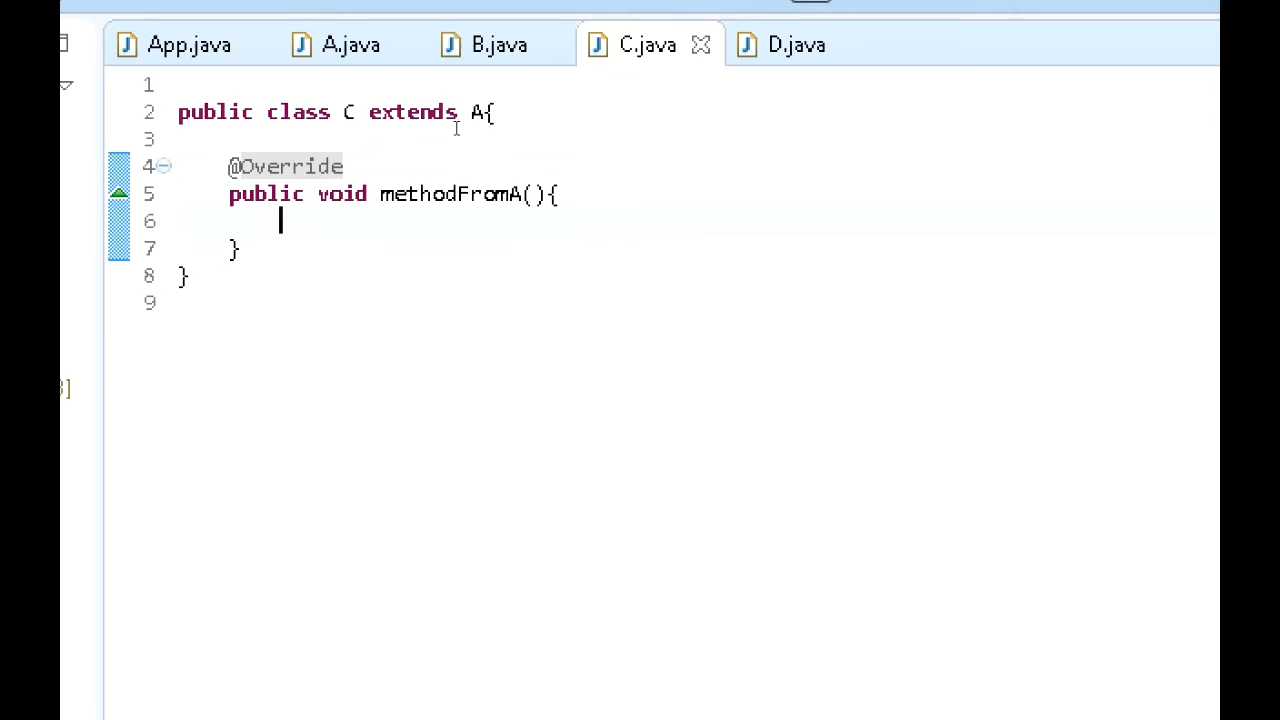 App.java A.java B.java C.java D.java
1
2 public class C extends A{
3
4 @Override
5 public void methodFromA(){
6
7 }
8 }
9
]